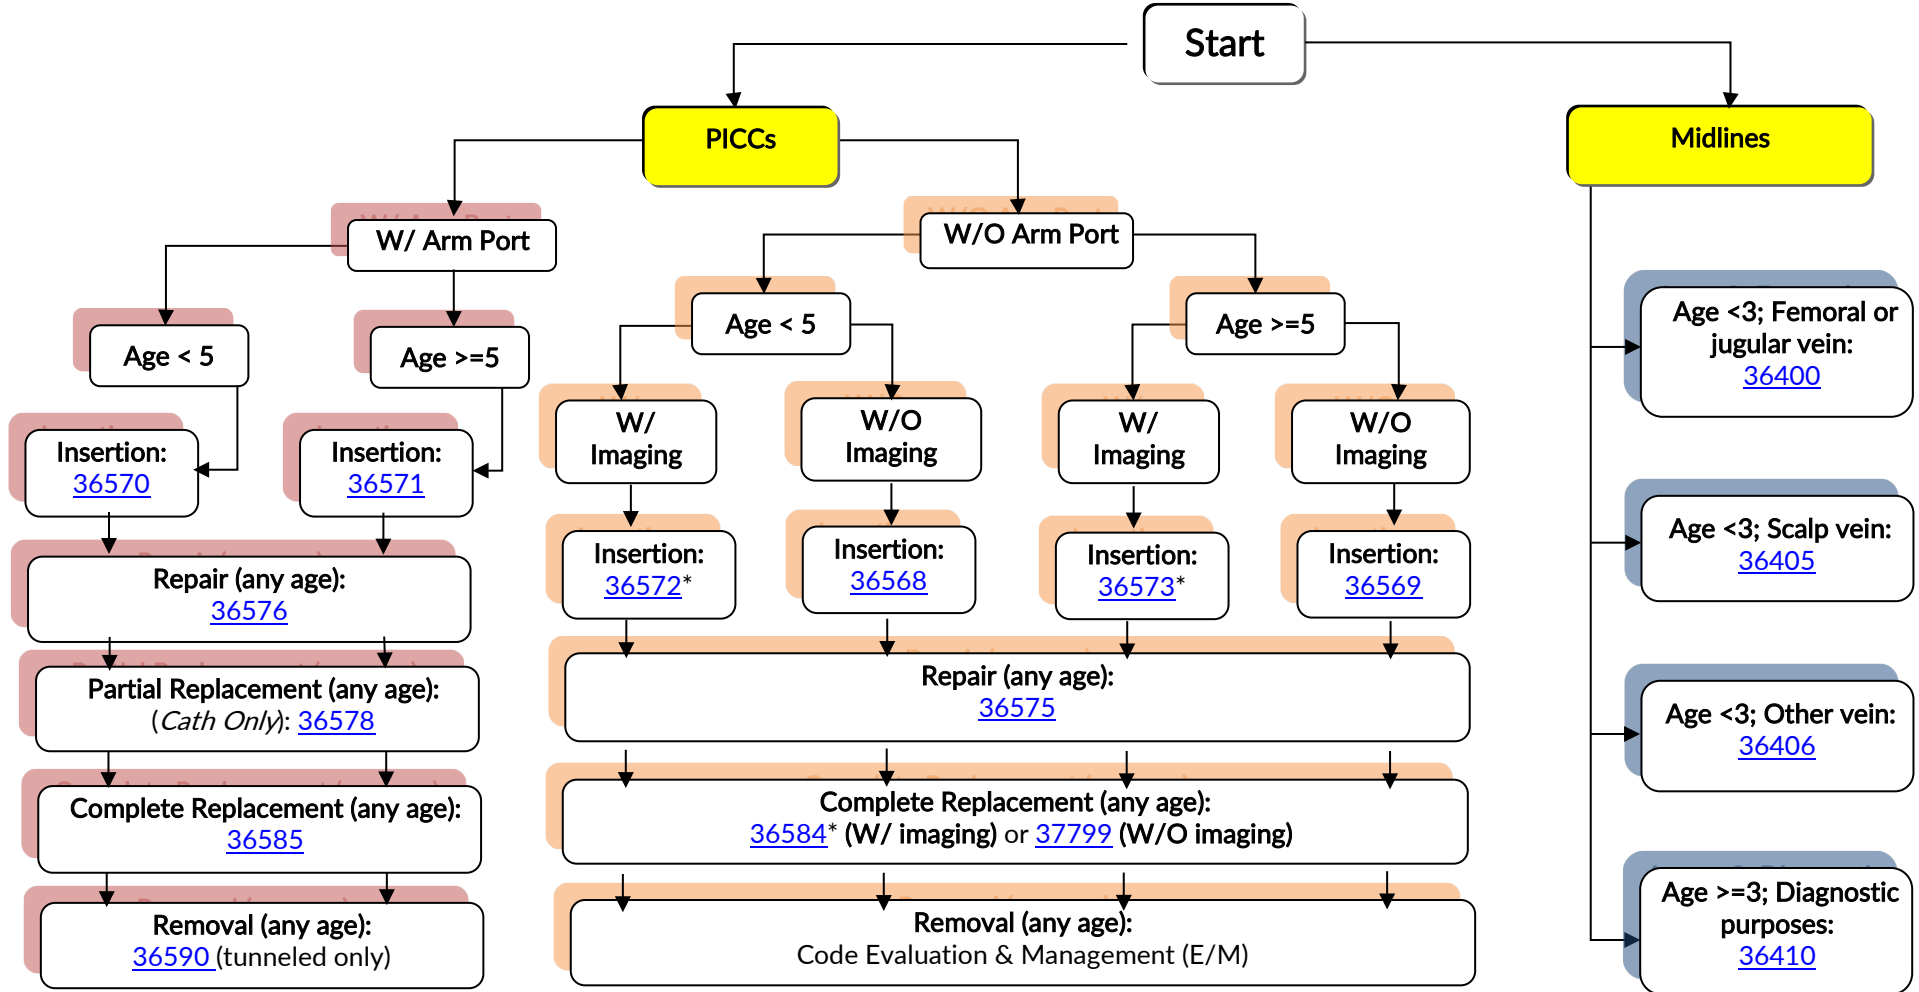 Start
PICCs
Midlines
W/ Arm Port
W/O Arm Port
Age < 5
Age >=5
Age < 5
Age >=5
Insertion:
36570
Insertion:
36571
W/
Imaging
W/O
Imaging
W/
Imaging
W/O
Imaging
Insertion:
36572*
Insertion:
36568
Insertion:
36573*
Insertion:
36569
Repair (any age):
36576
Partial Replacement (any age):
(Cath Only): 36578
Complete Replacement (any age):
36585
Removal (any age):
36590 (tunneled only)
Repair (any age):
36575
Complete Replacement (any age):
36584* (W/ imaging) or 37799 (W/O imaging)
Removal (any age):
Code Evaluation & Management (E/M)
Age <3; Femoral or
jugular vein:
36400
Age <3; Scalp vein:
36405
Age <3; Other vein:
36406
Age >=3; Diagnostic
purposes:
36410